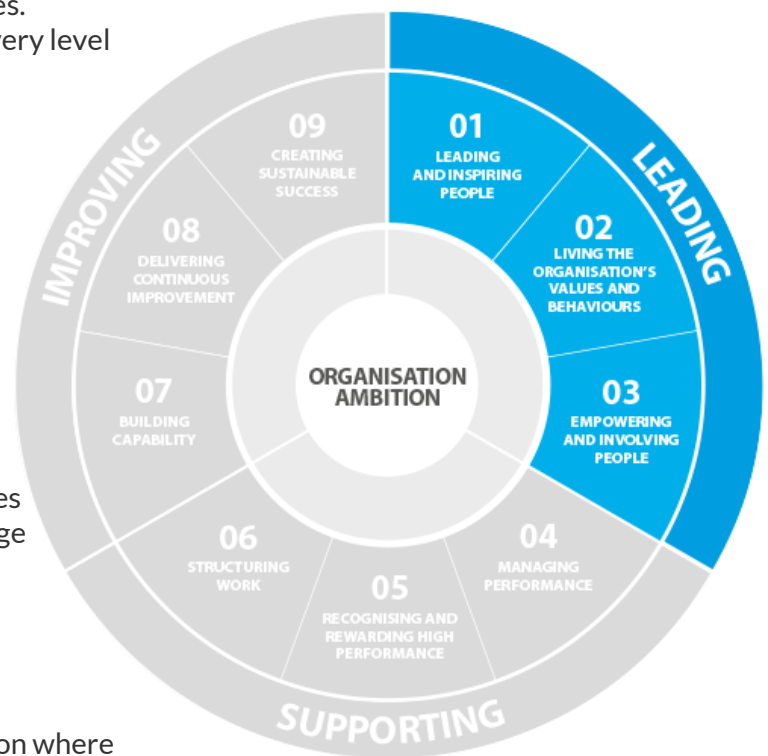 es.
very level
IMPROVING
LEADING
SUPPORTING
09
CREATING
SUSTAINABLE
SUCCESS
01
LEADING
AND INSPIRING
PEOPLE
08
DELIVERING
CONTINUOUS
IMPROVEMENT
02
LIVING THE
ORGANISATION'S
VALUES AND
BEHAVIOURS
ORGANISATION
AMBITION
07
BUILDING
CAPABILITY
03
EMPOWERING
AND INVOLVING
PEOPLE
es
ge
06
STRUCTURING
WORK
04
MANAGING
PERFORMANCE
05
RECOGNISING AND
REWARDING HIGH
PERFORMANCE
on where